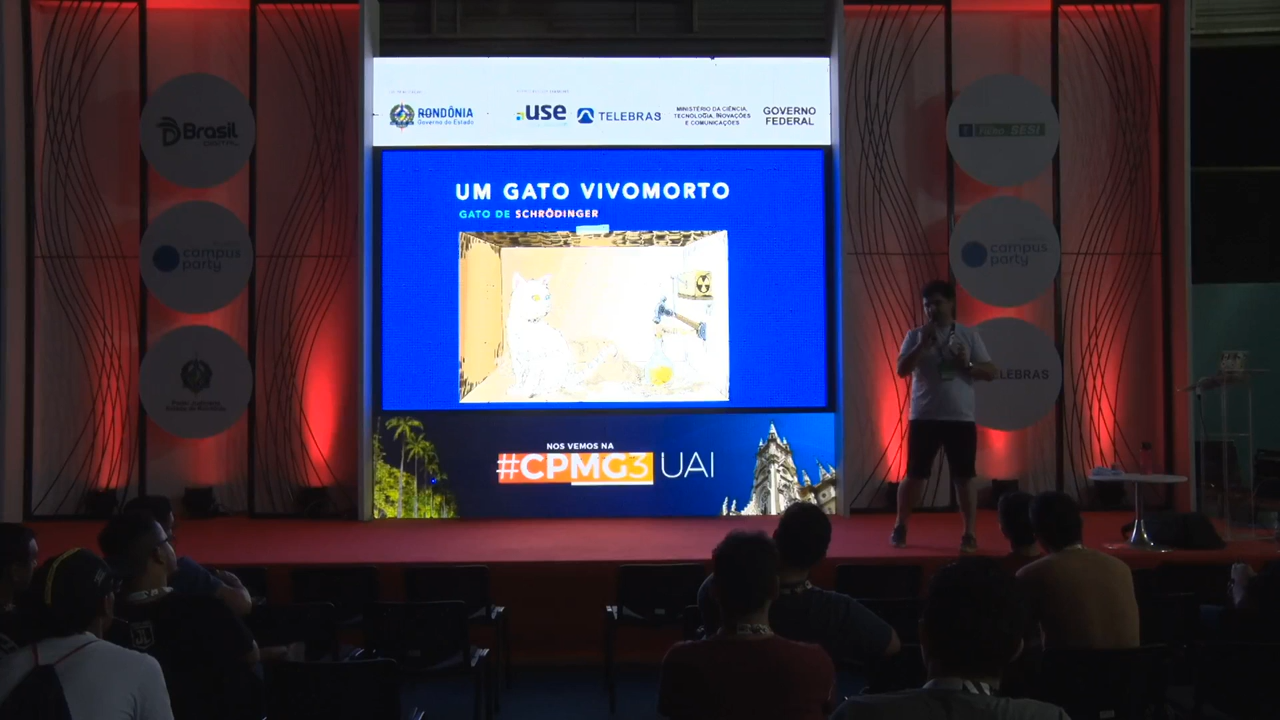 RONDÔNIA
Governo do Estado
use
TELEBRAS
MINISTÉRIO DA CIÊNCIA,
TECNOLOGIA, INOVAÇÕES
E COMUNICAÇÕES
GOVERNO
FEDERAL
UM GATO VIVOMORTO
GATO DE SCHRÖDINGER
NOS VEMOS NA
#CPMG3 UAI
Brasil
DIGITAL
campus
party
campus
party
TELEBRAS